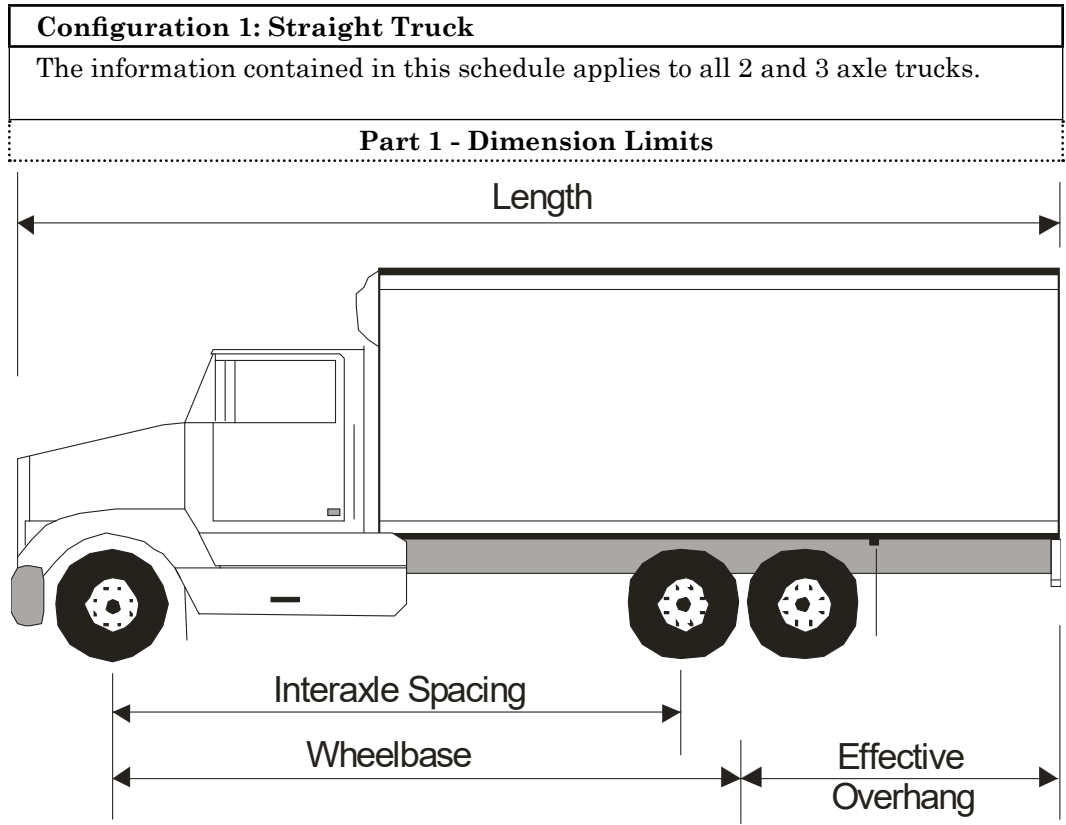 Configuration 1: Straight Truck
The information contained in this schedule applies to all 2 and 3 axle trucks.
Part 1 - Dimension Limits
Length
Interaxle Spacing
Wheelbase
Effective
Overhang